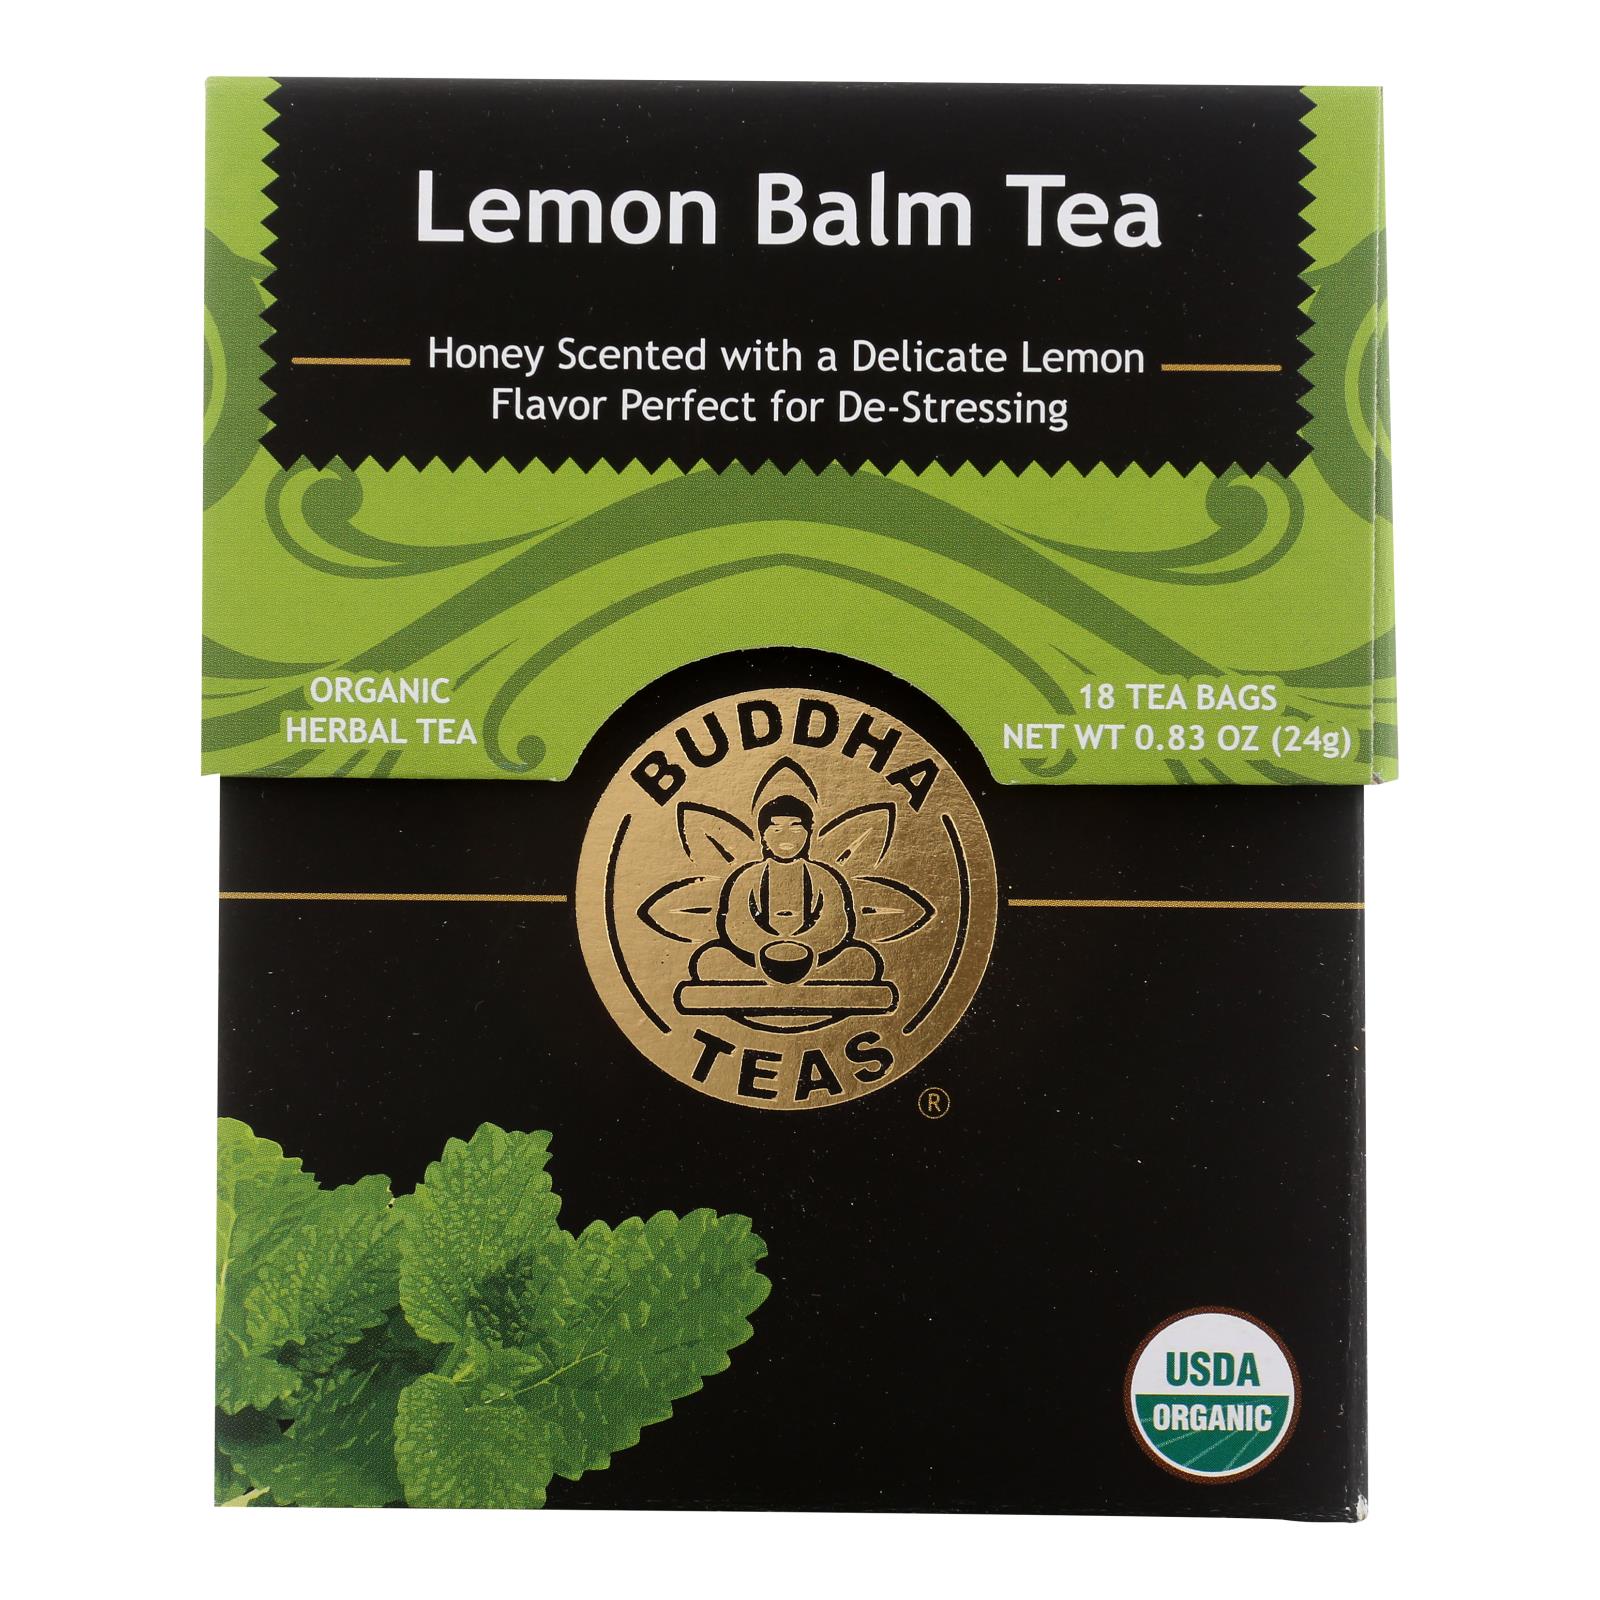 Lemon Balm Tea
Honey Scented with a Delicate Lemon
Flavor Perfect for De-Stressing
ORGANIC
HERBAL TEA
18 TEA BAGS
NET WT 0.83 OZ (24g)
BUDDHA
TEAS
®
USDA
ORGANIC